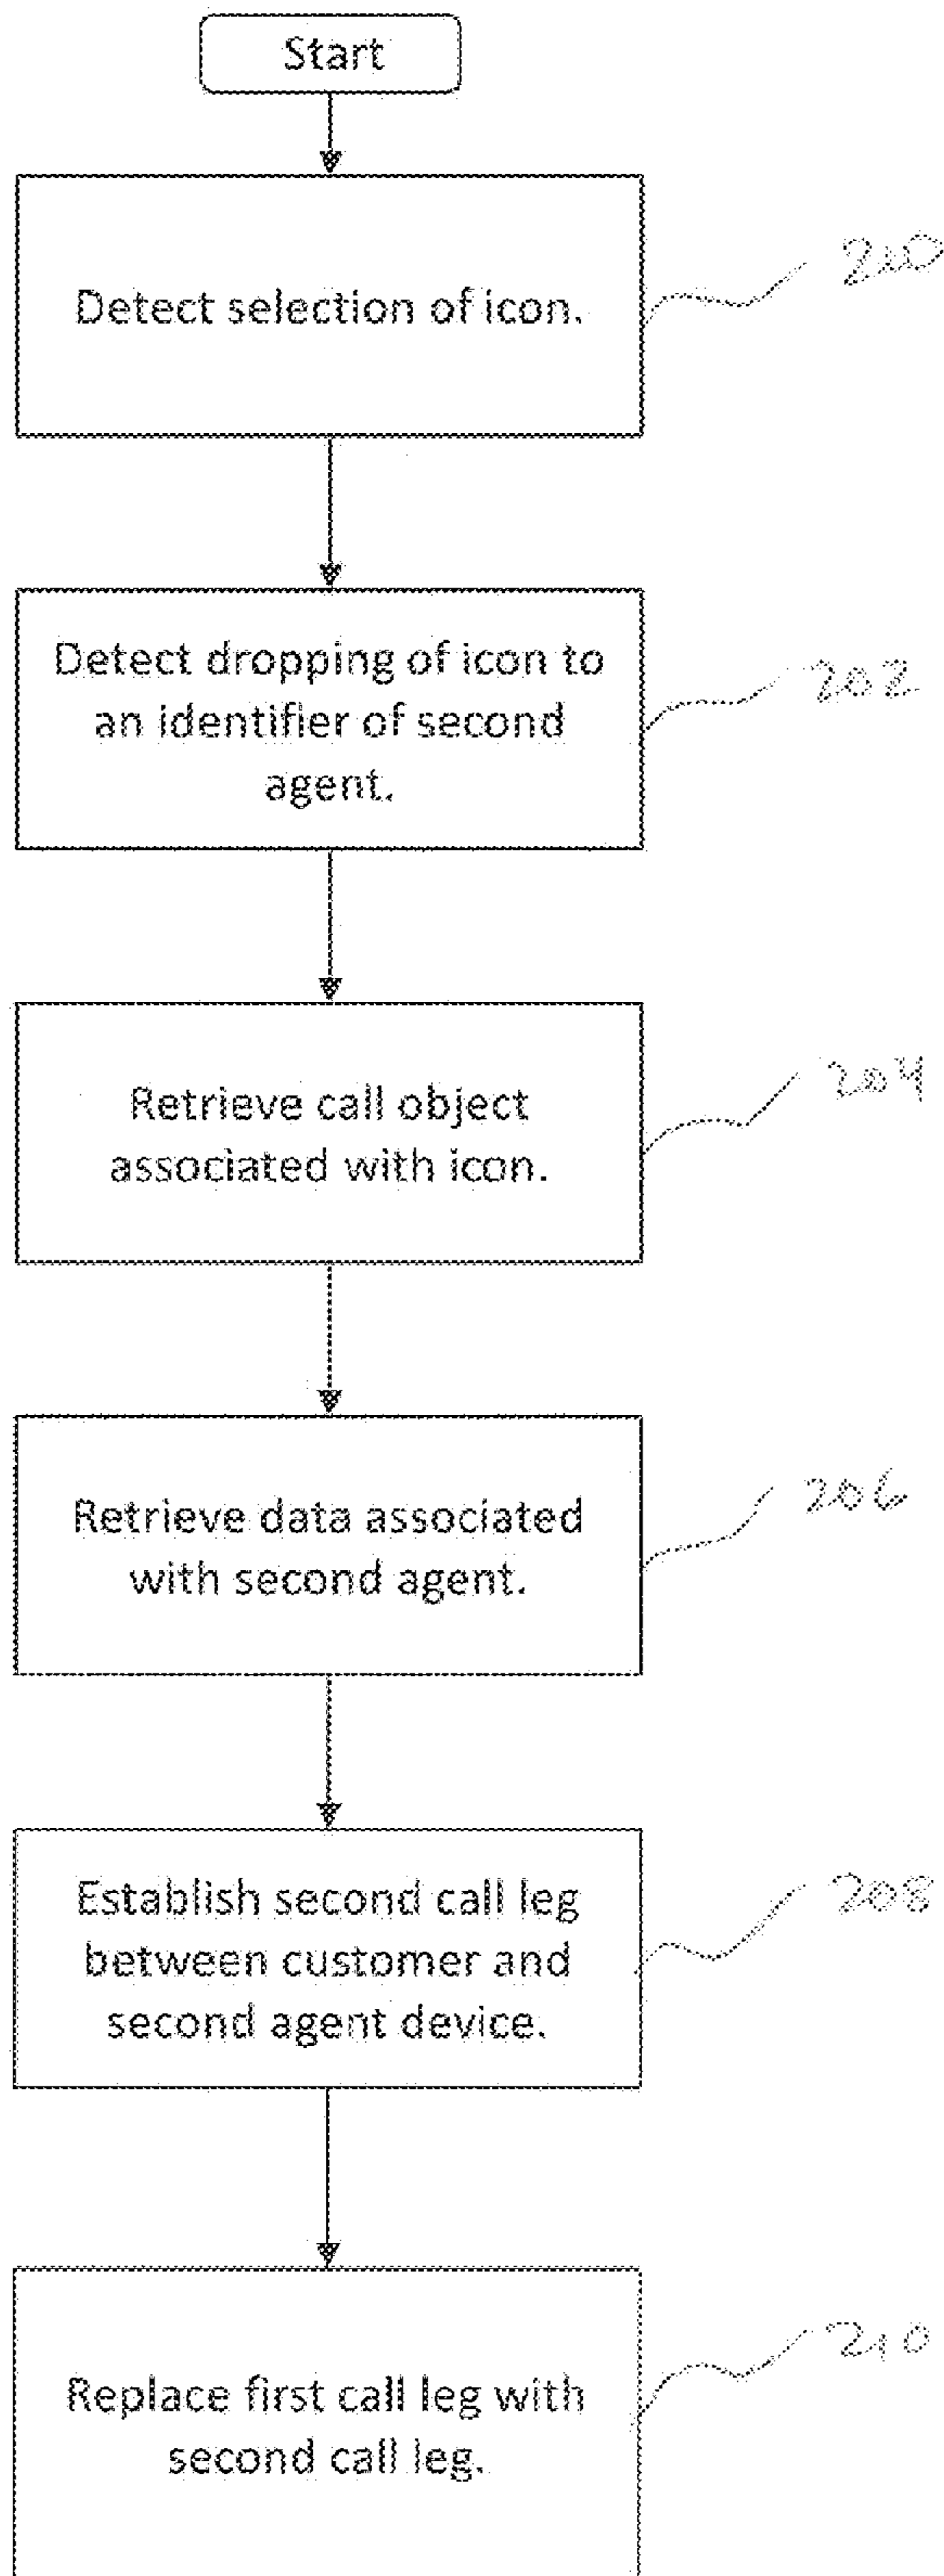 Start
Detect selection of icon.
Detect dropping of icon to
an identifier of second
agent.
202
Retrieve call object
associated with icon.
204
Retrieve data associated
with second agent.
206
Establish second call leg
between customer and
second agent device.
208
Replace first call leg with
second call leg.
210